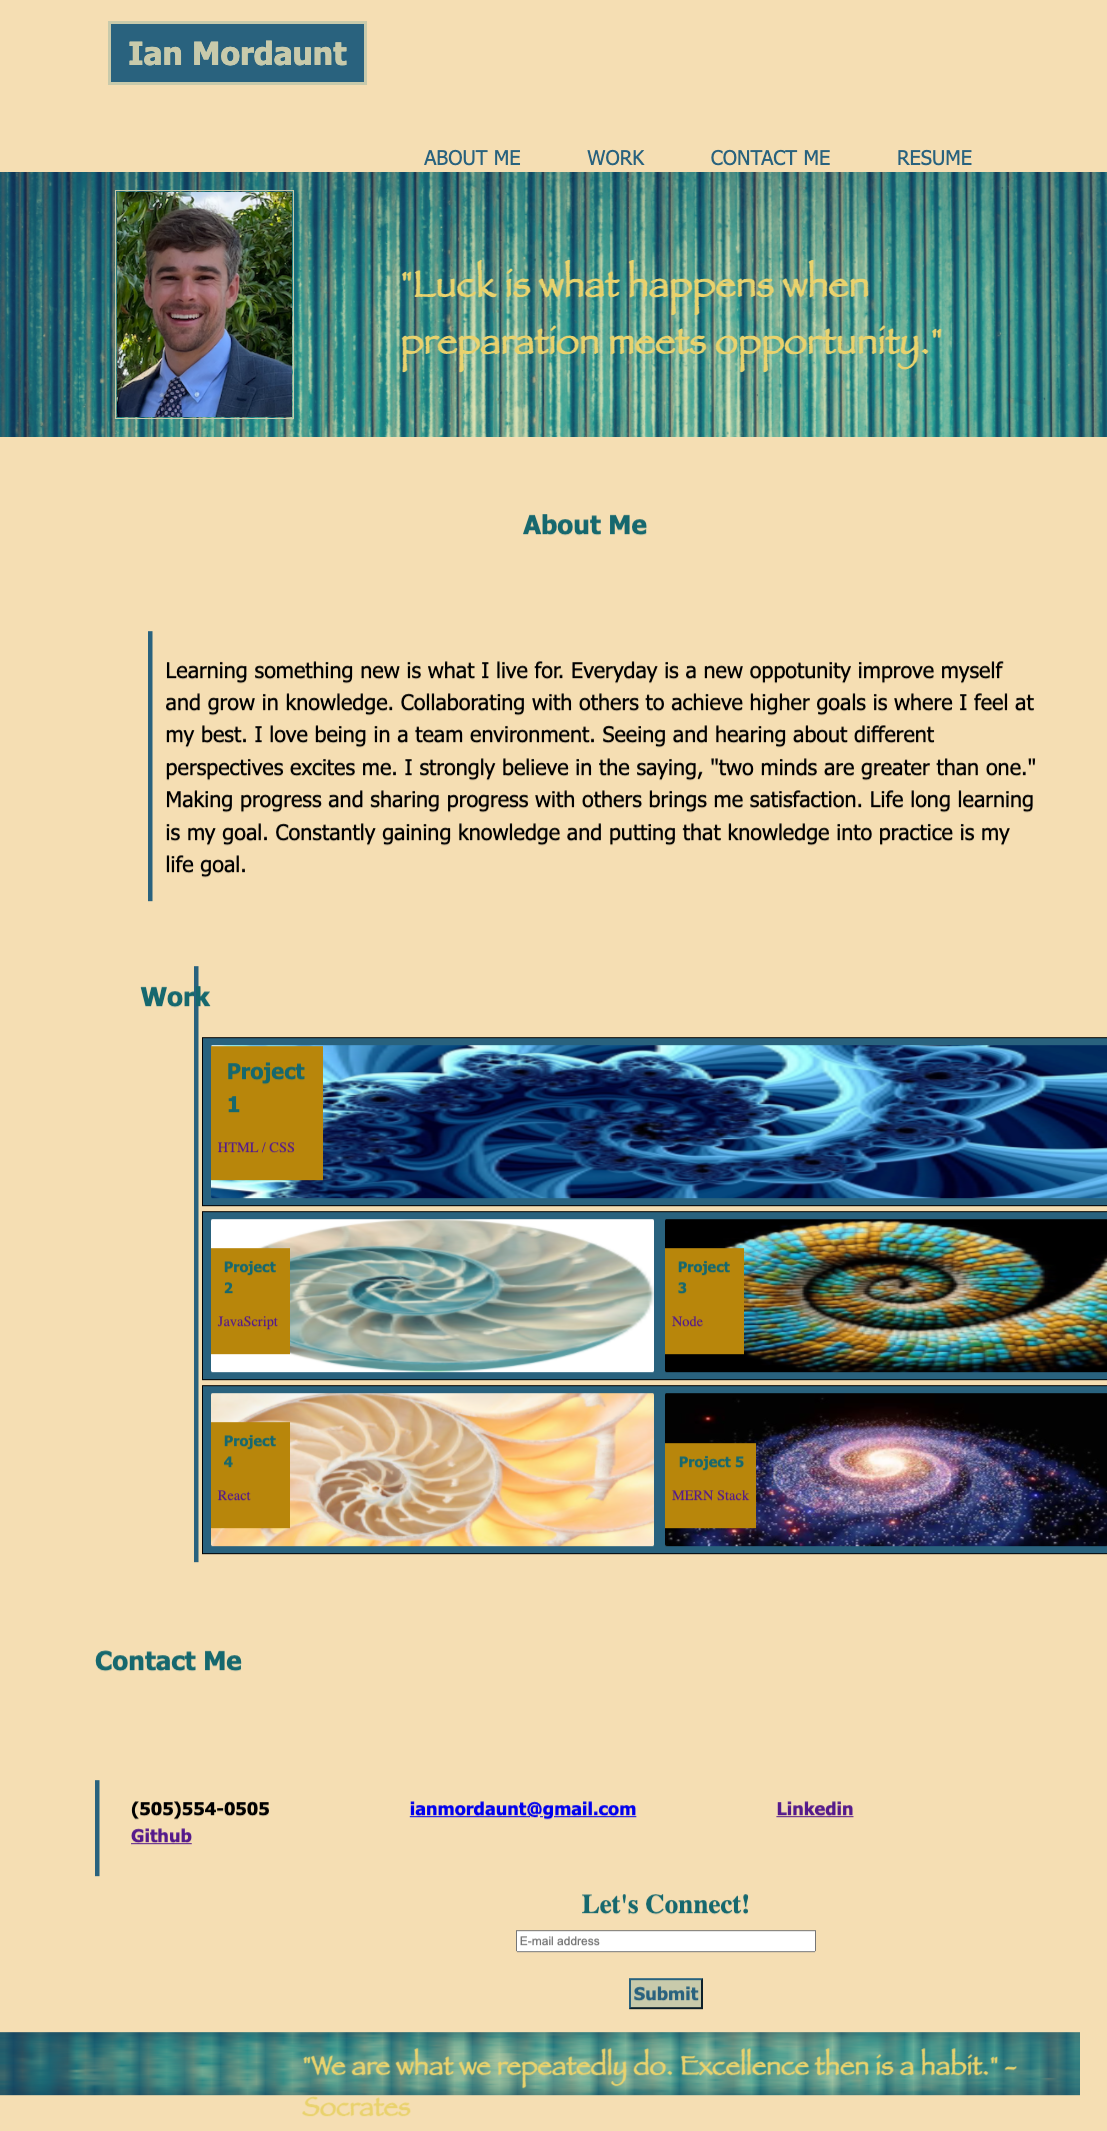 Ian Mordaunt
ABOUT ME WORK CONTACT ME RESUME
"Luck is what happens when
preparation meets opportunity."
About Me
Learning something new is what I live for. Everyday is a new oppotunity improve myself
and grow in knowledge. Collaborating with others to achieve higher goals is where I feel at
my best. I love being in a team environment. Seeing and hearing about different
perspectives excites me. I strongly believe in the saying, "two minds are greater than one."
Making progress and sharing progress with others brings me satisfaction. Life long learning
is my goal. Constantly gaining knowledge and putting that knowledge into practice is my
life goal.
Work
Project
1
HTML / CSS
Project
2
JavaScript
Project
3
Node
Project
4
React
Project 5
MERN Stack
Contact Me
(505)554-0505 ianmordaunt@gmail.com Linkedin
Github
Let's Connect!
E-mail address
Submit
"We are what we repeatedly do. Excellence then is a habit." -
Socrates